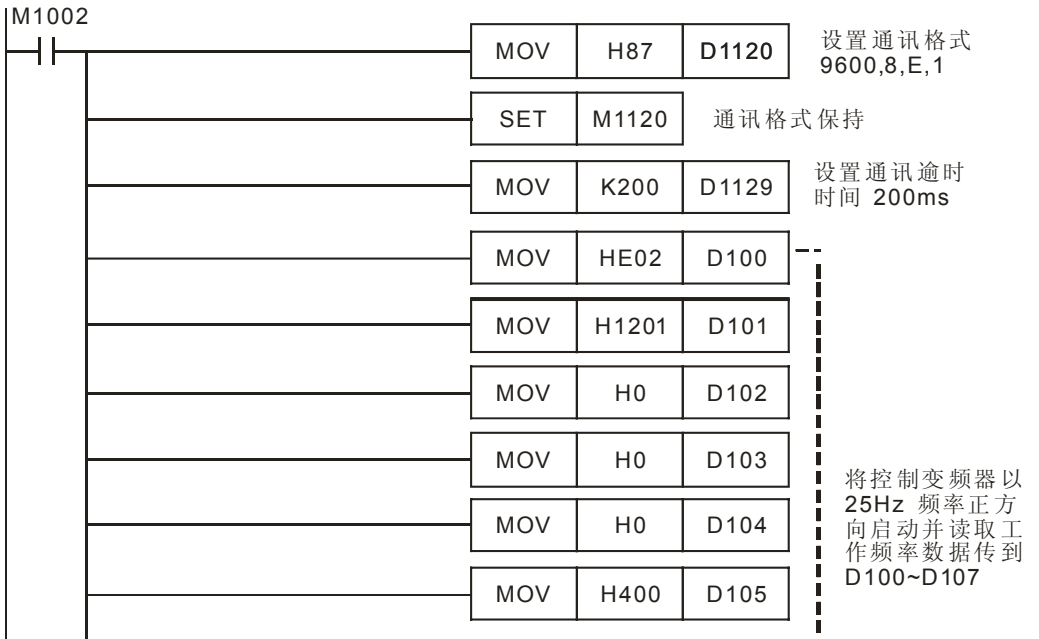 M1002
MOV H87 D1120
设置通讯格式
9600,8,E,1
SET M1120
通讯格式保持
MOV K200 D1129
设置通讯逾时
时间 200ms
MOV HE02 D100
MOV H1201 D101
MOV H0 D102
MOV H0 D103
MOV H0 D104
MOV H400 D105
将控制变频器以
25Hz 频率正方
向启动并读取工
作频率数据传到
D100~D107